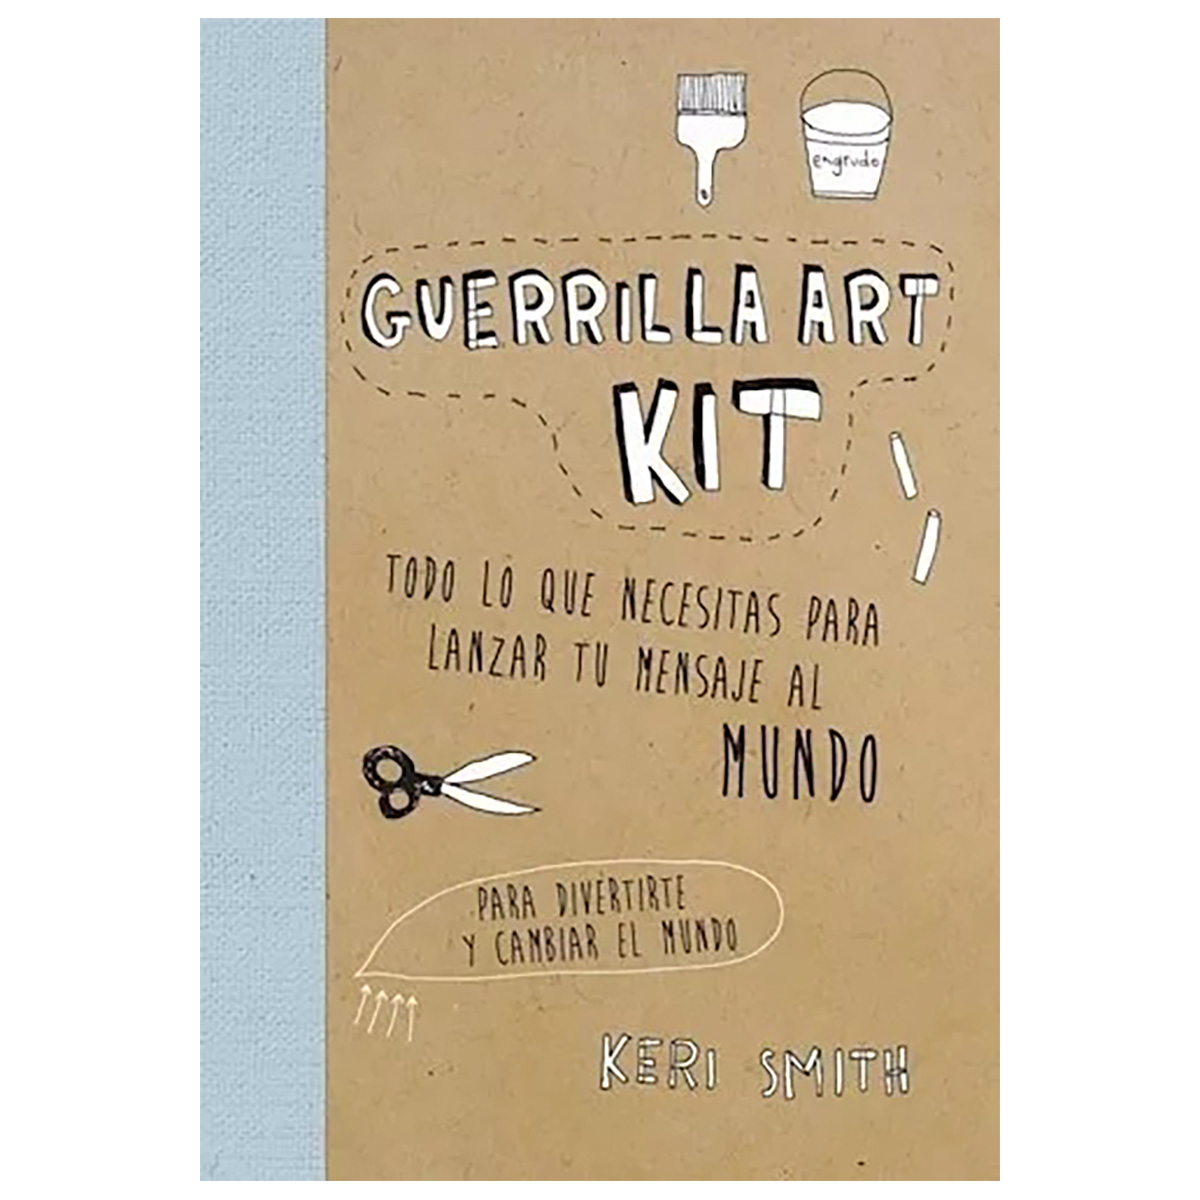 engrudo
GUERRILLA ART
KIT
TODO LO QUE NECESITAS PARA
LANZAR TU MENSAJE AL
MUNDO
PARA DIVERTIRTE
Y CAMBIAR EL MUNDO
KERI SMITH